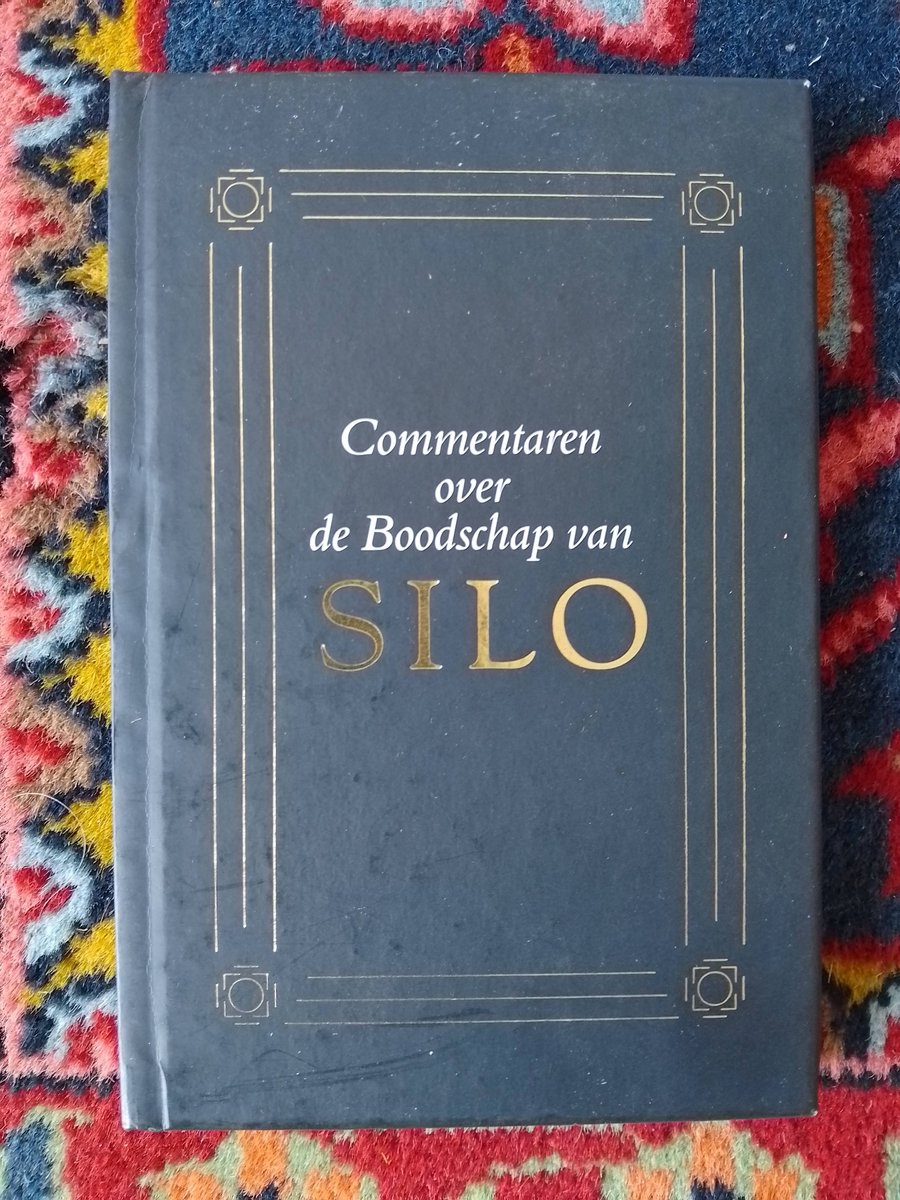 Commentaren
over
de Boodschap van
SILO